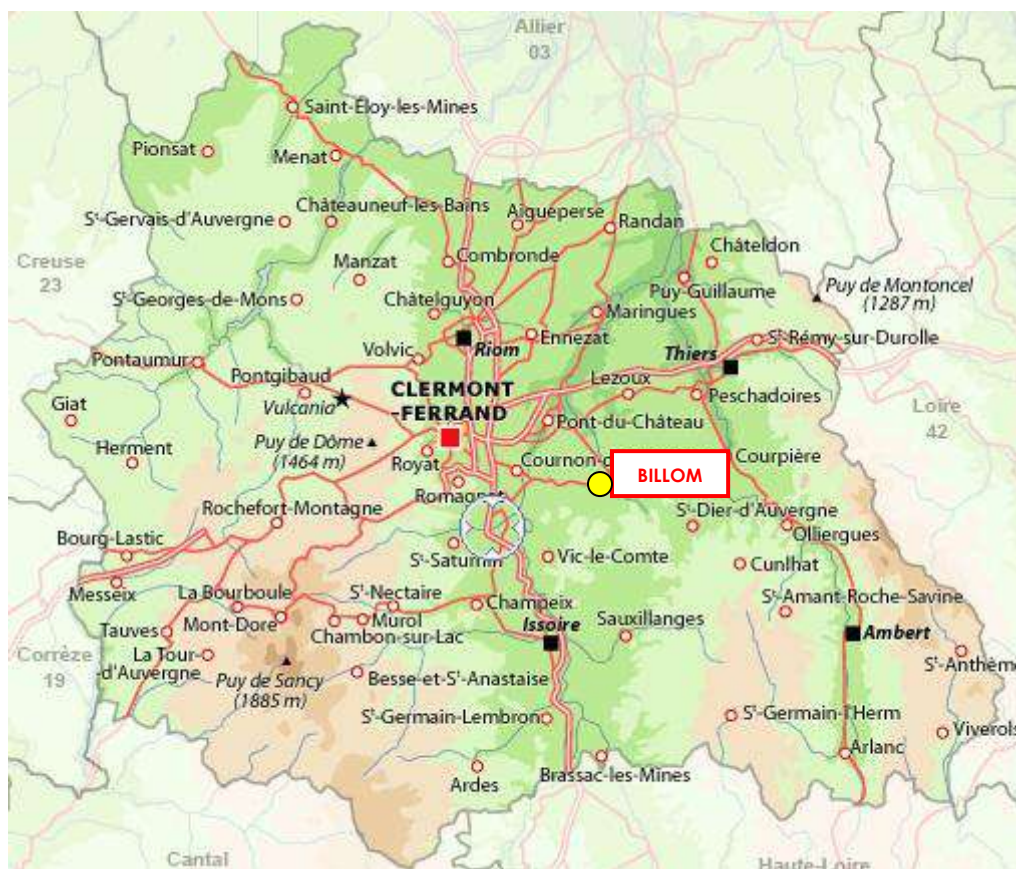 Allier
03
Saint-Éloy-les-Mines
Pionsat
Menat
Châteauneuf-les-Bains
Sᵗ-Gervais-d'Auvergne
Aigueperse
Randan
Châteldon
Creuse
23
Manzat
Combronde
Sᵗ-Georges-de-Mons
Châtelguyon
Puy-Guillaume
Puy de Montoncel
(1287 m)
Maringues
Ennezat
Riom
Volvic
Sᵗ-Rémy-sur-Durolle
Thiers
Pontaumur
Pontgibaud
Vulcania
CLERMONT
-FERRAND
Lezoux
Peschadoires
Giat
Loire
42
Pont-du-Château
Herment
Puy de Dôme
(1464 m)
Royat
Cournon-d
BILLOM
Courpière
Romagnat
Rochefort-Montagne
Sᵗ-Dier-d'Auvergne
Olliergues
Bourg-Lastic
Sᵗ-Saturnin
Vic-le-Comte
Cunlhat
Messeix
La Bourboule
Sᵗ-Nectaire
Champeix
Sᵗ-Amant-Roche-Savine
Mont-Dore
Murol
Chambon-sur-Lac
Issoire
Sauxillanges
Ambert
Tauves
Corrèze
19
La Tour-
-d'Auvergne
Puy de Sancy
(1885 m)
Besse-et-Sᵗ-Anastaise
Sᵗ-Anthème
Sᵗ-Germain-Lembron
Sᵗ-Germain-l'Herm
Viverols
Arlanc
Ardes
Brassac-les-Mines
Cantal
Haute-Loire